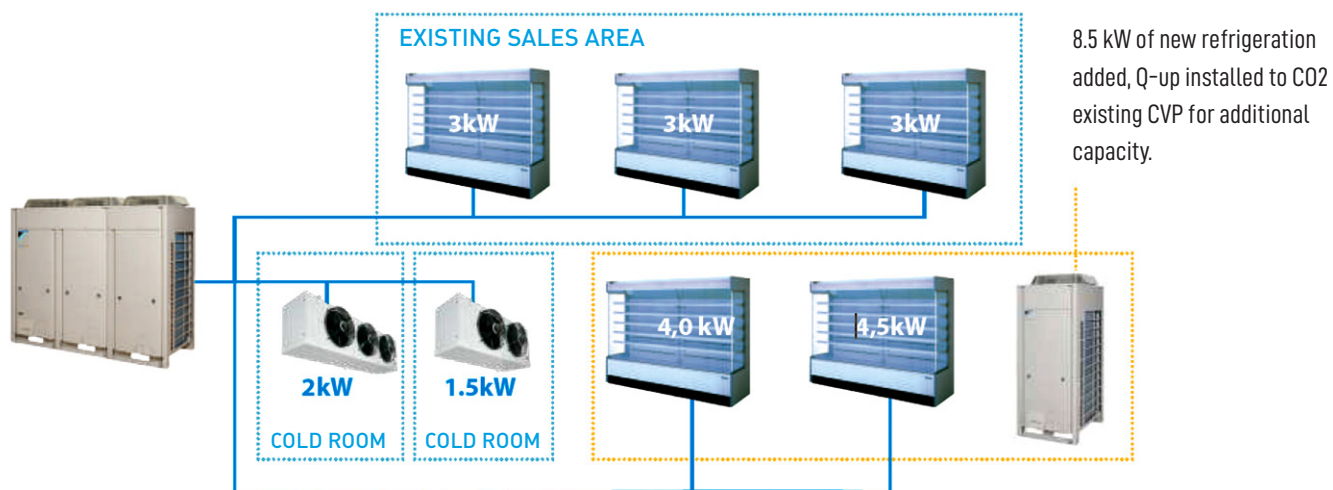 EXISTING SALES AREA
3kW
3kW
3kW
8.5 kW of new refrigeration
added, Q-up installed to CO2
existing CVP for additional
capacity.
4,0 kW
4,5kW
2kW
1.5kW
COLD ROOM
COLD ROOM